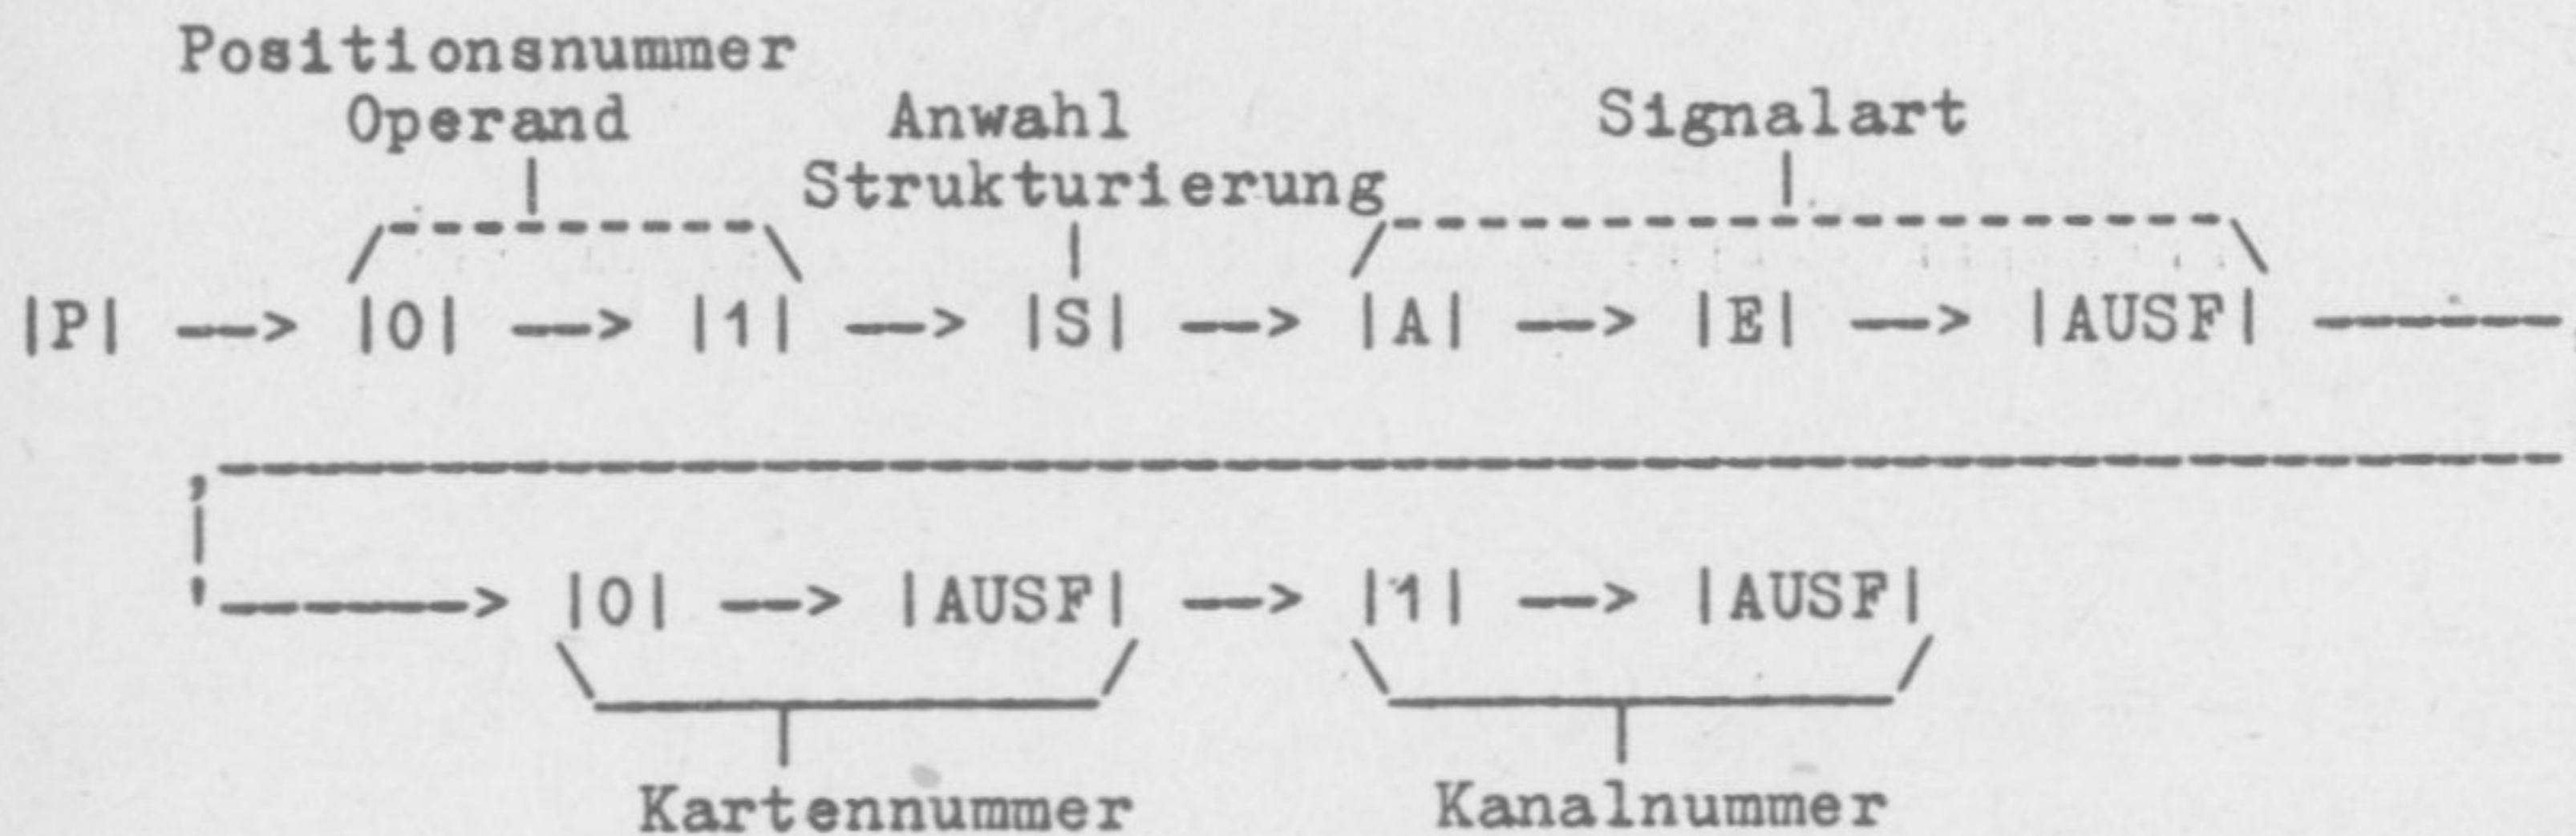 Positionsnummer
Operand Anwahl Signalart
Strukturierung
|P| --> |0| --> |1| --> |S| --> |A| --> |E| --> |AUSF|
|0| --> |AUSF| --> |1| --> |AUSF|
Kartennummer Kanalnummer